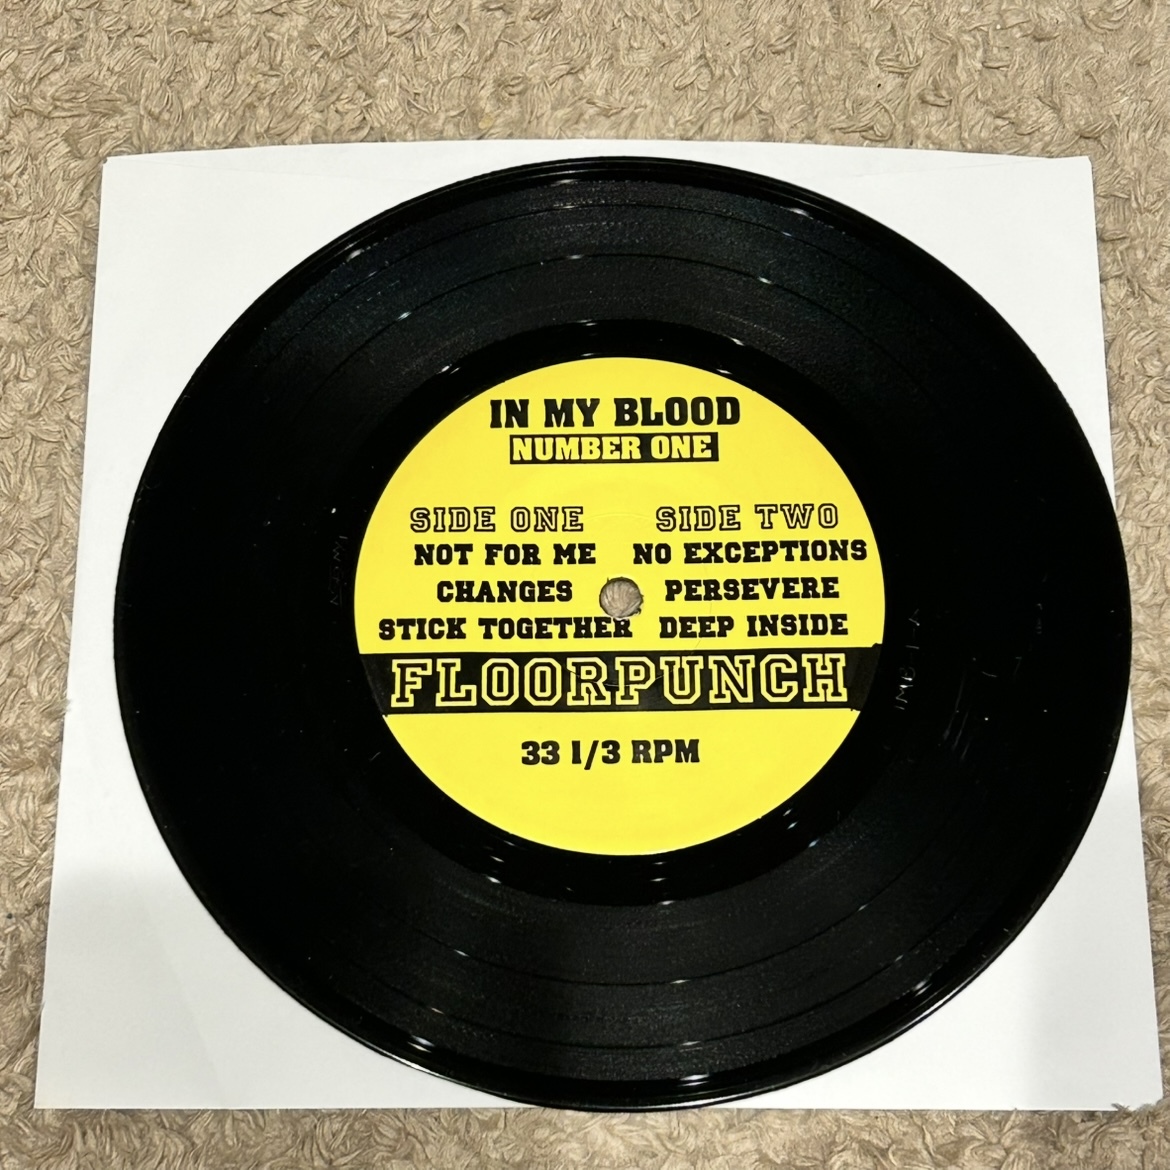 IN MY BLOOD
NUMBER ONE
SIDE ONE
NOT FOR ME
CHANGES
STICK TOGETHER
SIDE TWO
NO EXCEPTIONS
PERSEVERE
DEEP INSIDE
FLOORPUNCH
33 1/3 RPM